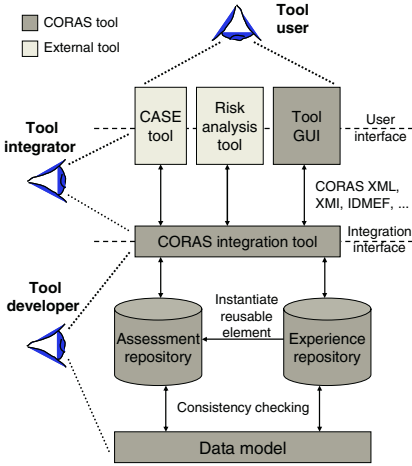 Tool
user
CORAS tool
External tool
CASE
tool
Risk
analysis
tool
Tool
GUI
User
interface
Tool
integrator
CORAS XML,
XMI, IDMEF, ...
CORAS integration tool
Integration
interface
Tool
developer
Instantiate
reusable
element
Assessment
repository
Experience
repository
Consistency checking
Data model